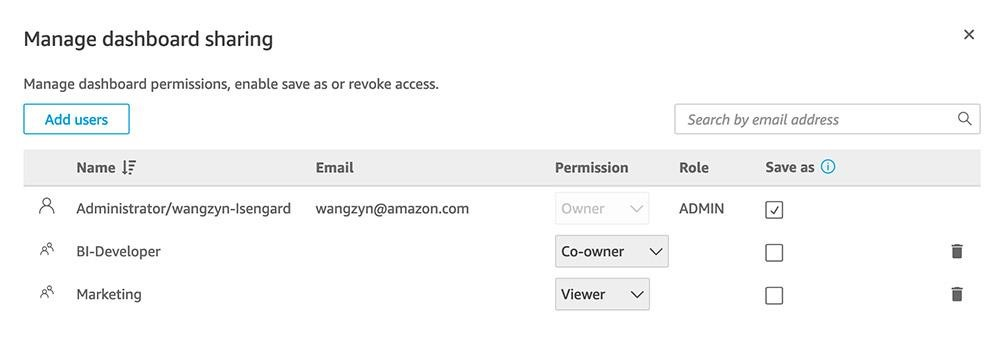 Manage dashboard sharing
Manage dashboard permissions, enable save as or revoke access.
Add users
Search by email address
Name Email Permission Role Save as
Administrator/wangzyn-Isengard wangzyn@amazon.com Owner ADMIN
BI-Developer Co-owner
Marketing Viewer